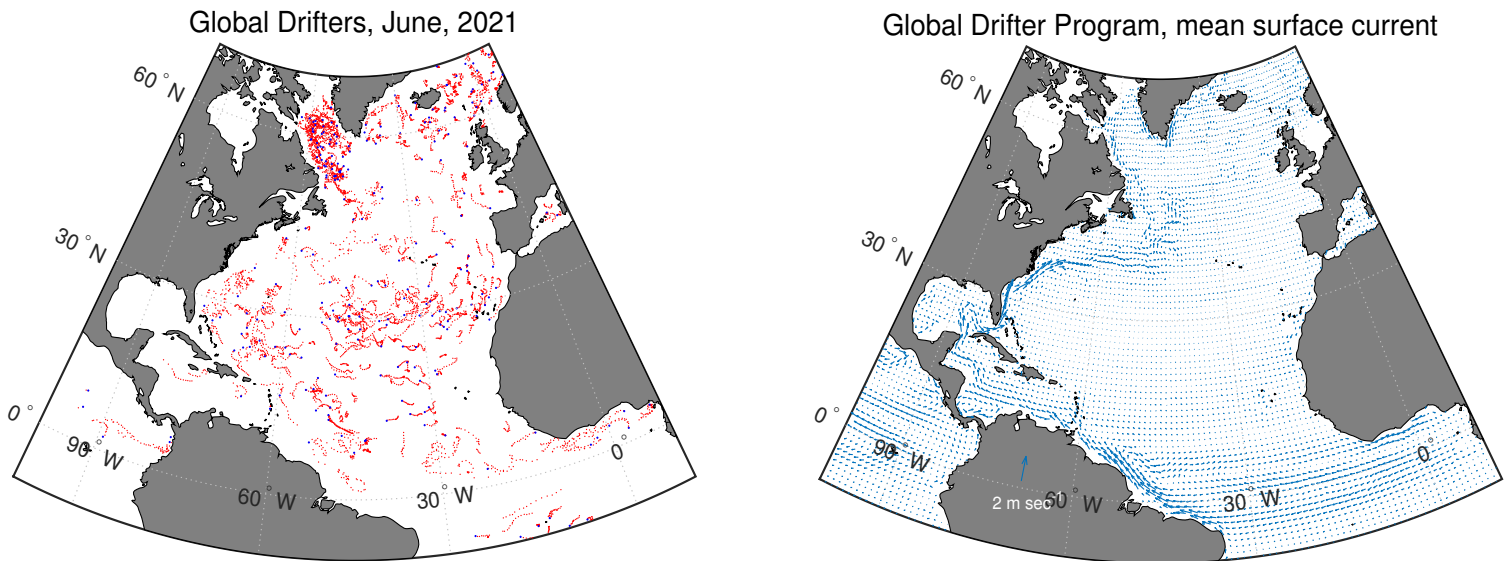 Global Drifters, June, 2021
60 ° N
30 ° N
0 °
90 ° W
60 ° W
30 ° W
0 °
Global Drifter Program, mean surface current
60 ° N
30 ° N
0 °
90 ° W
2 m sec
60 ° W
30 ° W
0 °